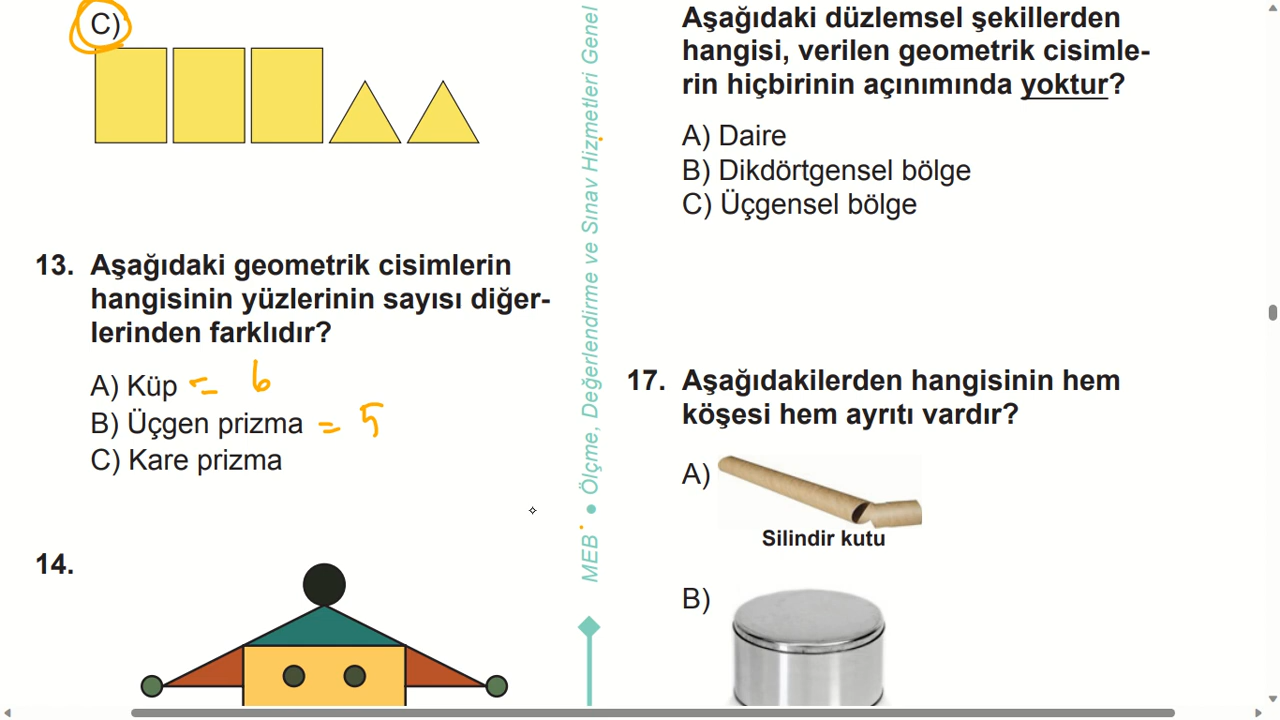 C)
13. Aşağıdaki geometrik cisimlerin
hangisinin yüzlerinin sayısı diğer-
lerinden farklıdır?
A) Küp = 6
B) Üçgen prizma = 5
C) Kare prizma
14.
MEB ● Ölçme, Değerlendirme ve Sınav Hizmetleri Genel
Aşağıdaki düzlemsel şekillerden
hangisi, verilen geometrik cisimle-
rin hiçbirinin açınımında yoktur?
A) Daire
B) Dikdörtgensel bölge
C) Üçgensel bölge
17. Aşağıdakilerden hangisinin hem
köşesi hem ayrıtı vardır?
A)
Silindir kutu
B)